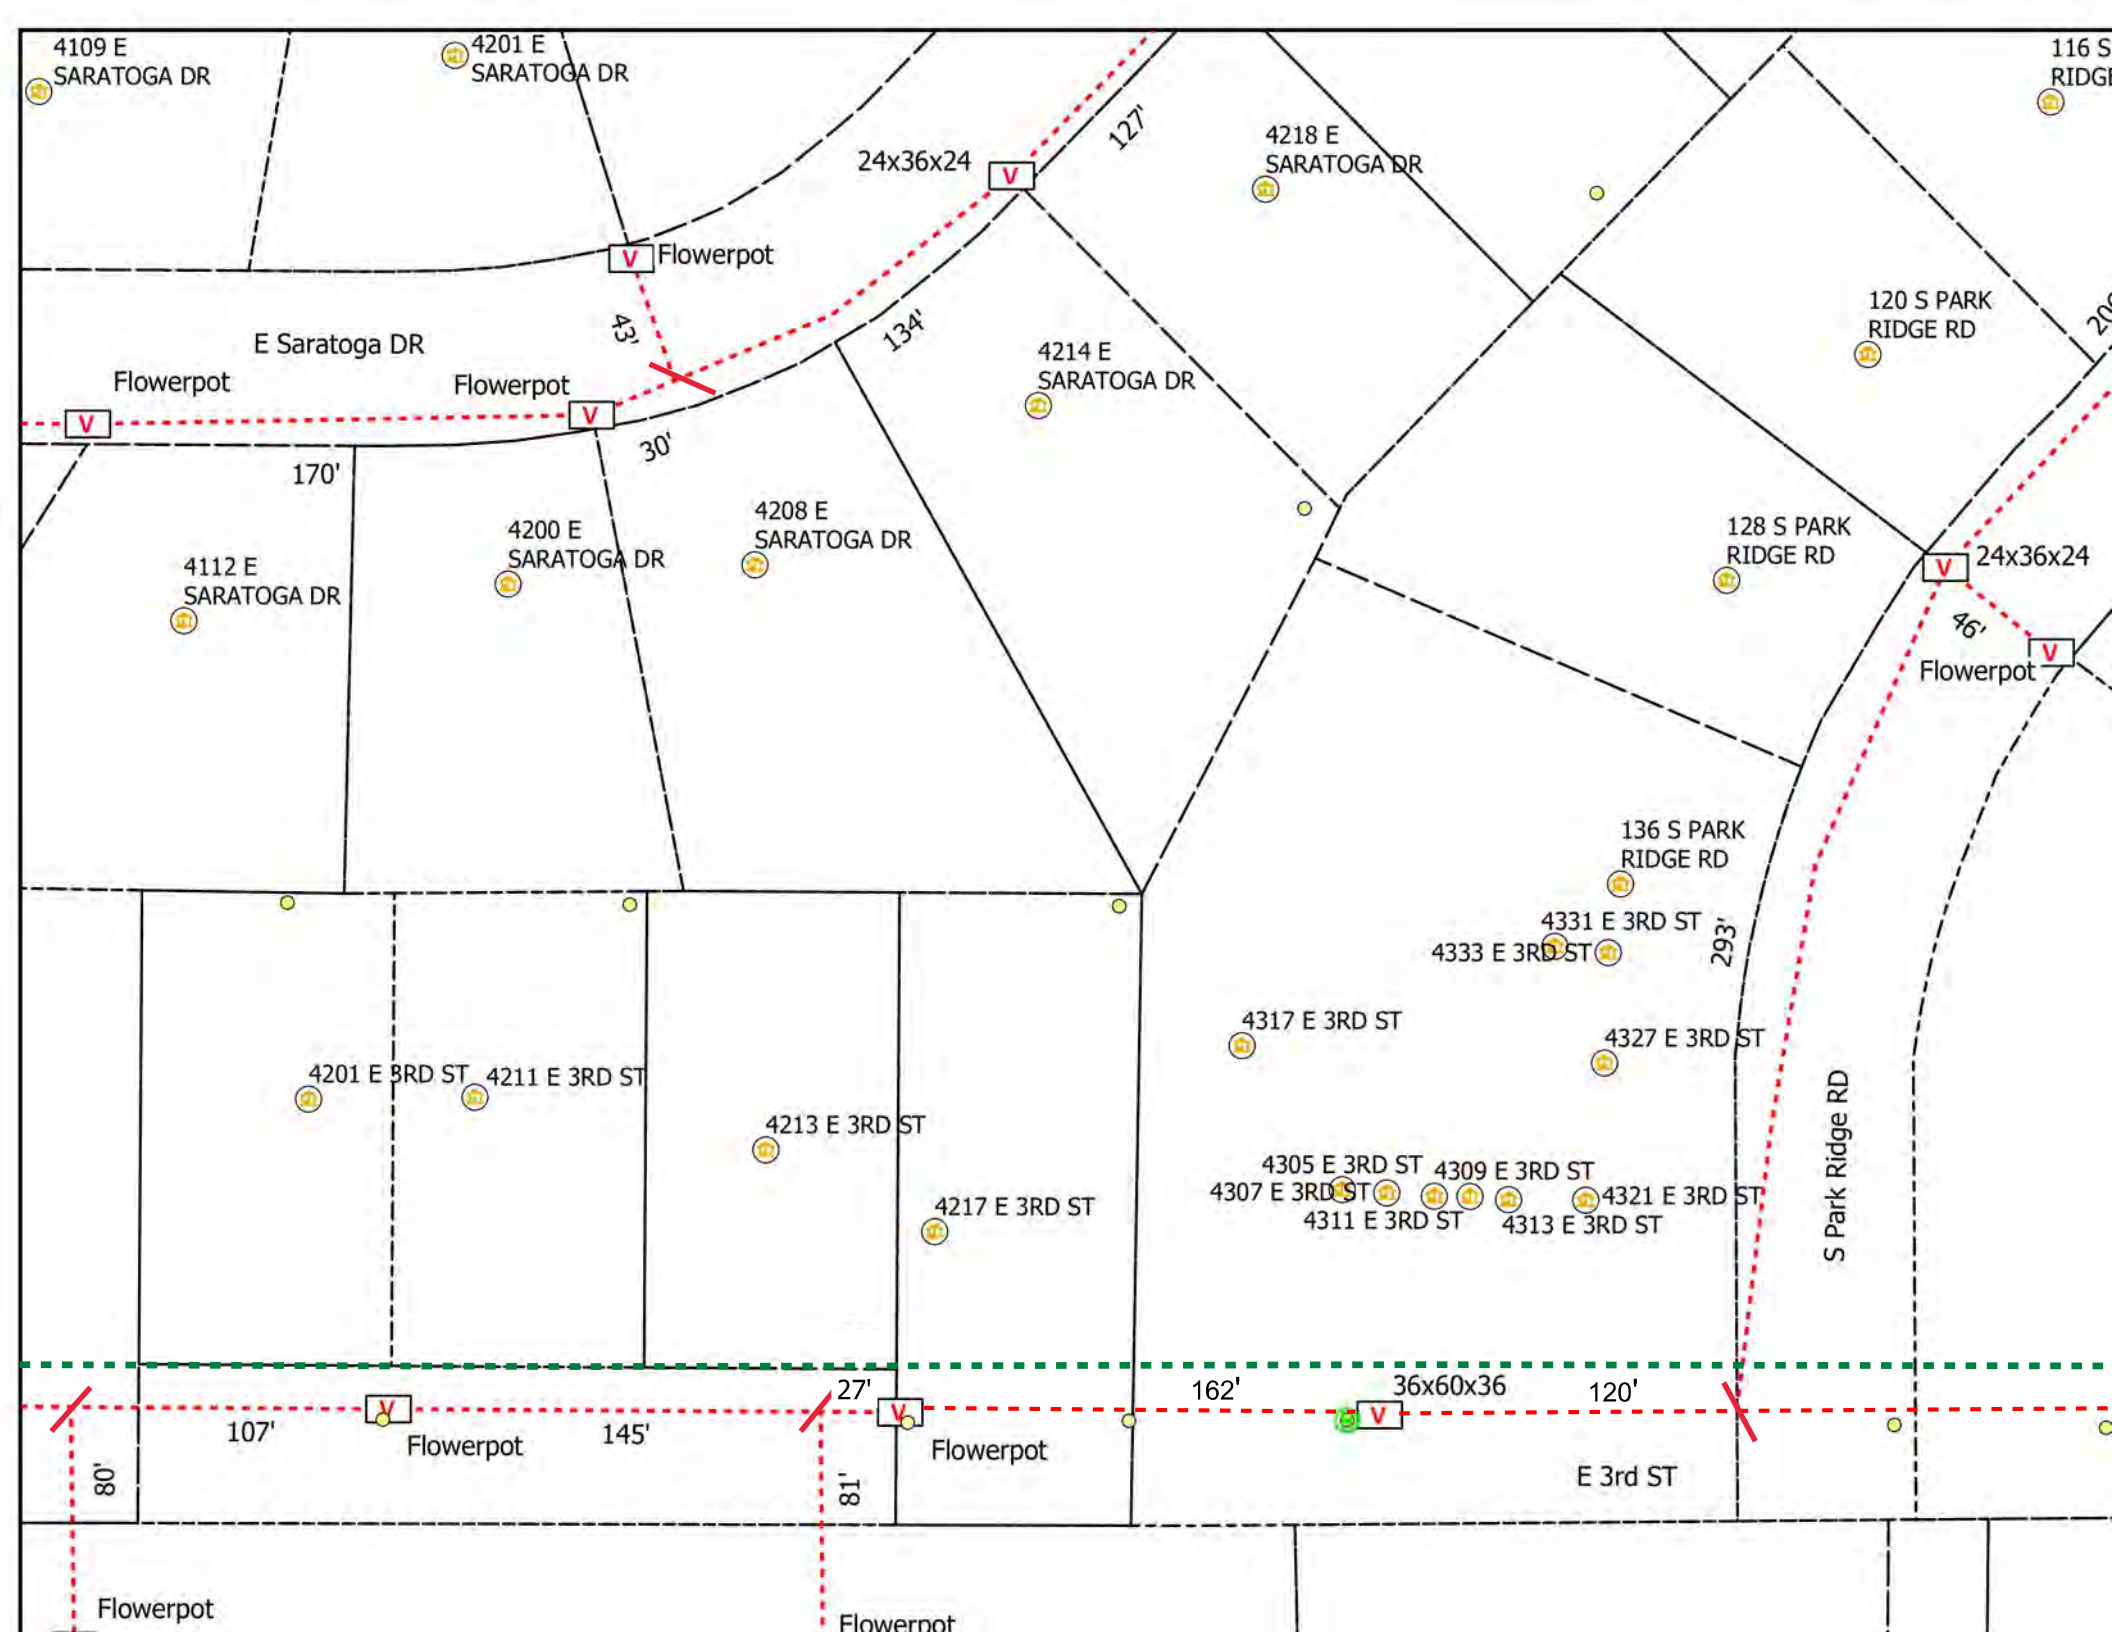 4109 E
SARATOGA DR
4201 E
SARATOGA DR
116 S
RIDGE
127'
24x36x24
V
4218 E
SARATOGA DR
V
Flowerpot
120 S PARK
RIDGE RD
43'
134'
E Saratoga DR
4214 E
SARATOGA DR
Flowerpot
Flowerpot
V
V
30'
170'
4200 E
SARATOGA DR
4208 E
SARATOGA DR
128 S PARK
RIDGE RD
V
24x36x24
4112 E
SARATOGA DR
46'
V
Flowerpot
136 S PARK
RIDGE RD
4331 E 3RD ST
4333 E 3RD ST
293'
4317 E 3RD ST
4327 E 3RD ST
4201 E 3RD ST
4211 E 3RD ST
4213 E 3RD ST
S Park Ridge RD
4305 E 3RD ST
4309 E 3RD ST
4307 E 3RD ST
4321 E 3RD ST
4311 E 3RD ST
4313 E 3RD ST
4217 E 3RD ST
27'
162'
36x60x36
120'
V
V
V
107'
Flowerpot
145'
Flowerpot
80'
81'
E 3rd ST
Flowerpot
Flowerpot